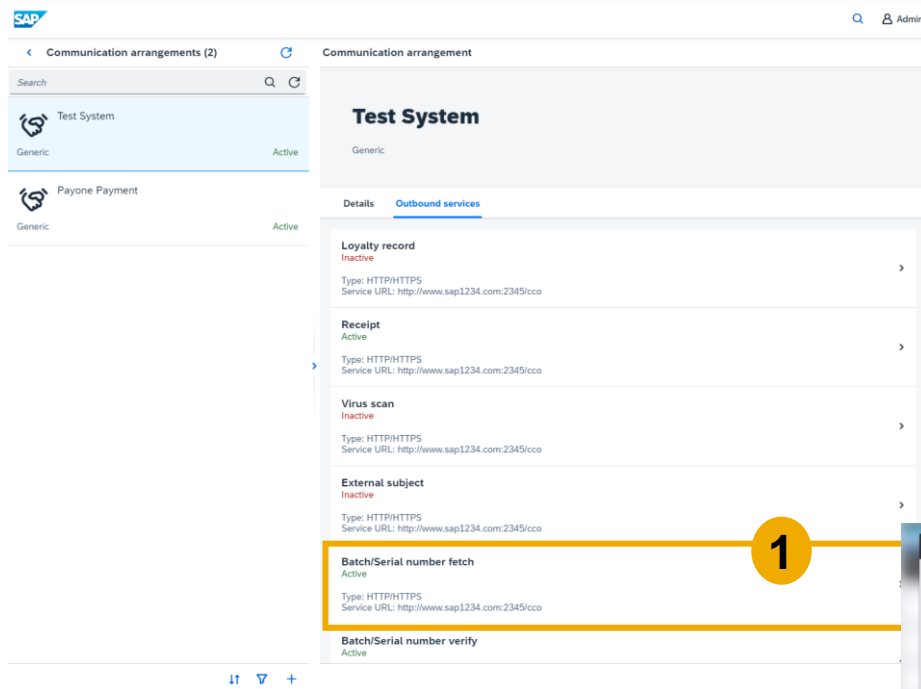 SAP
Admin
Communication arrangements (2)
Communication arrangement
Search
Test System
Generic
Active
Payone Payment
Generic
Active
Test System
Generic
Details
Outbound services
Loyalty record
Inactive
Type: HTTP/HTTPS
Service URL: http://www.sap1234.com:2345/cco
Receipt
Active
Type: HTTP/HTTPS
Service URL: http://www.sap1234.com:2345/cco
Virus scan
Inactive
Type: HTTP/HTTPS
Service URL: http://www.sap1234.com:2345/cco
External subject
Inactive
Type: HTTP/HTTPS
Service URL: http://www.sap1234.com:2345/cco
1
Batch/Serial number fetch
Active
Type: HTTP/HTTPS
Service URL: http://www.sap1234.com:2345/cco
Batch/Serial number verify
Active